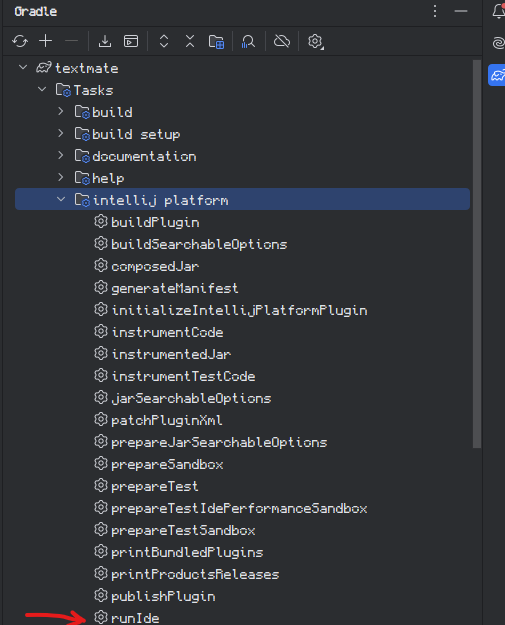 Gradle
textmate
Tasks
build
build setup
documentation
help
intellij platform
buildPlugin
buildSearchableOptions
composedJar
generateManifest
initializeIntellijPlatformPlugin
instrumentCode
instrumentedJar
instrumentTestCode
jarSearchableOptions
patchPluginXml
prepareJarSearchableOptions
prepareSandbox
prepareTest
prepareTestIdePerformanceSandbox
prepareTestSandbox
printBundledPlugins
printProductsReleases
publishPlugin
runIde